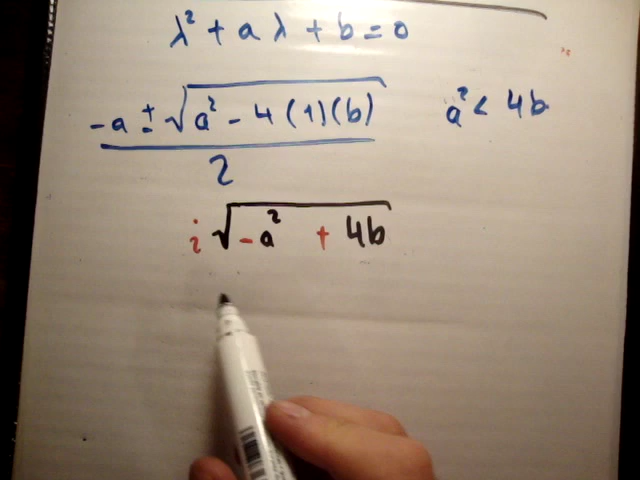 λ² + a λ + b = 0
-a ± √a² - 4 (1)(b) a² < 4b
2
i √-a² + 4b